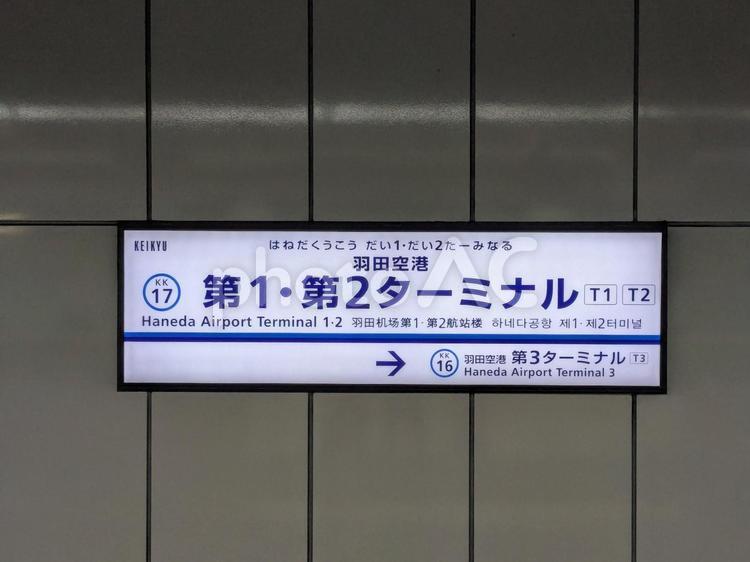 KEIKYU
はねだくうこう だい1・だい2たーみなる
羽田空港
KK
17
第1・第2ターミナル T1 T2
Haneda Airport Terminal 1·2 羽田机场第1·第2航站楼 하네다공항 제1·제2터미널
→ KK 16 羽田空港 第3ターミナル T3
Haneda Airport Terminal 3
photoAC